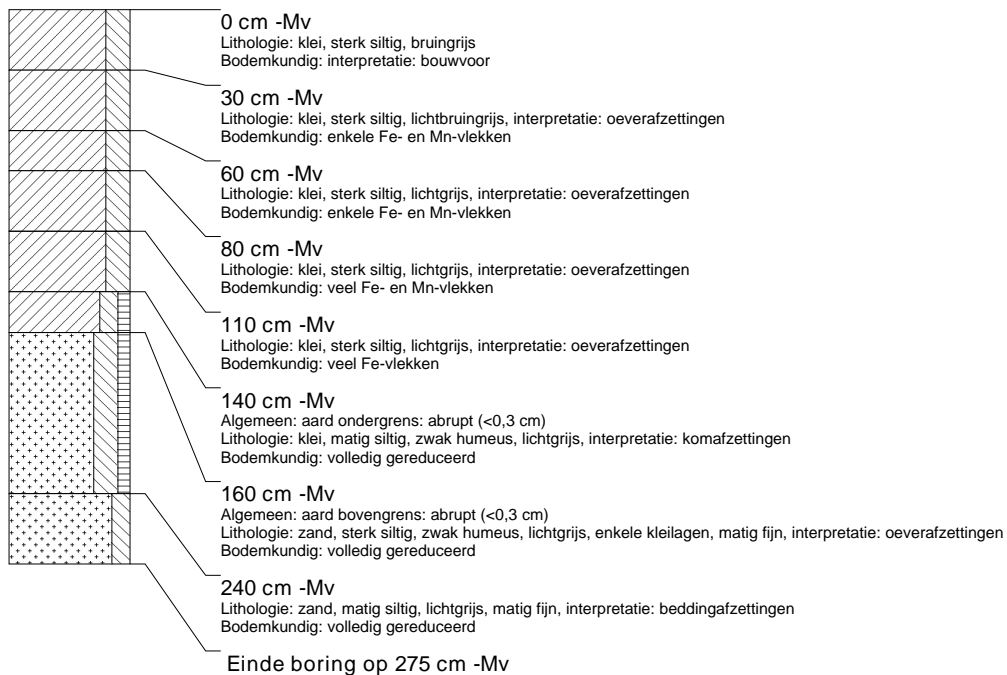 0 cm -Mv
Lithologie: klei, sterk siltig, bruingrijs
Bodemkundig: interpretatie: bouwvoor
30 cm -Mv
Lithologie: klei, sterk siltig, lichtbruingrijs, interpretatie: oeverafzettingen
Bodemkundig: enkele Fe- en Mn-vlekken
60 cm -Mv
Lithologie: klei, sterk siltig, lichtgrijs, interpretatie: oeverafzettingen
Bodemkundig: enkele Fe- en Mn-vlekken
80 cm -Mv
Lithologie: klei, sterk siltig, lichtgrijs, interpretatie: oeverafzettingen
Bodemkundig: veel Fe- en Mn-vlekken
110 cm -Mv
Lithologie: klei, sterk siltig, lichtgrijs, interpretatie: oeverafzettingen
Bodemkundig: veel Fe-vlekken
140 cm -Mv
Algemeen: aard ondergrens: abrupt (<0,3 cm)
Lithologie: klei, matig siltig, zwak humeus, lichtgrijs, interpretatie: komafzettingen
Bodemkundig: volledig gereduceerd
160 cm -Mv
Algemeen: aard bovengrens: abrupt (<0,3 cm)
Lithologie: zand, sterk siltig, zwak humeus, lichtgrijs, enkele kleilagen, matig fijn, interpretatie: oeverafzettingen
Bodemkundig: volledig gereduceerd
240 cm -Mv
Lithologie: zand, matig siltig, lichtgrijs, matig fijn, interpretatie: beddingafzettingen
Bodemkundig: volledig gereduceerd
Einde boring op 275 cm -Mv